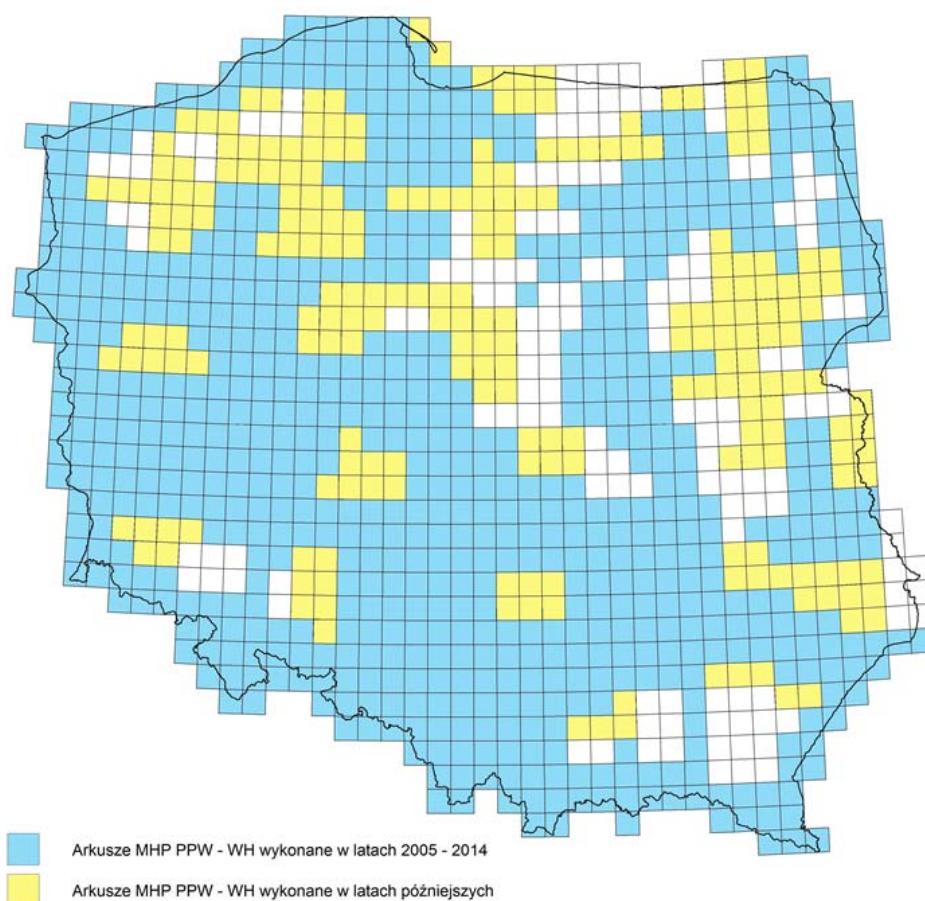 Arkusze MHP PPW - WH wykonane w latach 2005 - 2014
Arkusze MHP PPW - WH wykonane w latach późniejszych